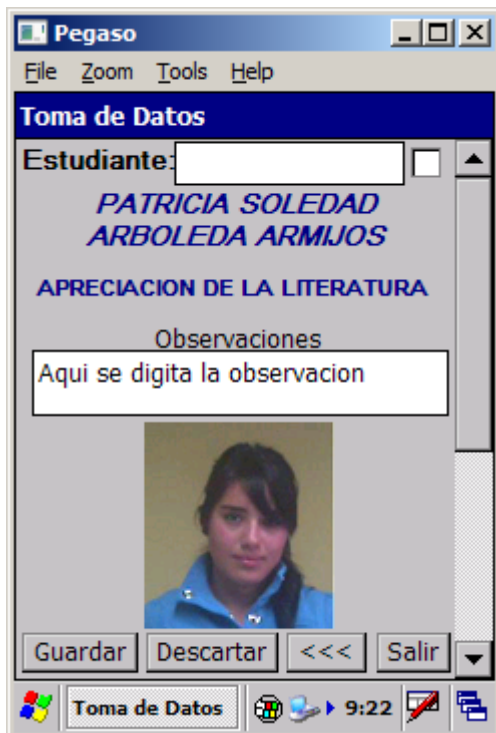 Pegaso
File Zoom Tools Help
Toma de Datos
Estudiante:
PATRICIA SOLEDAD
ARBOLEDA ARMIJOS
APRECIACION DE LA LITERATURA
Observaciones
Aqui se digita la observacion
Guardar Descartar <<< Salir
Toma de Datos 9:22